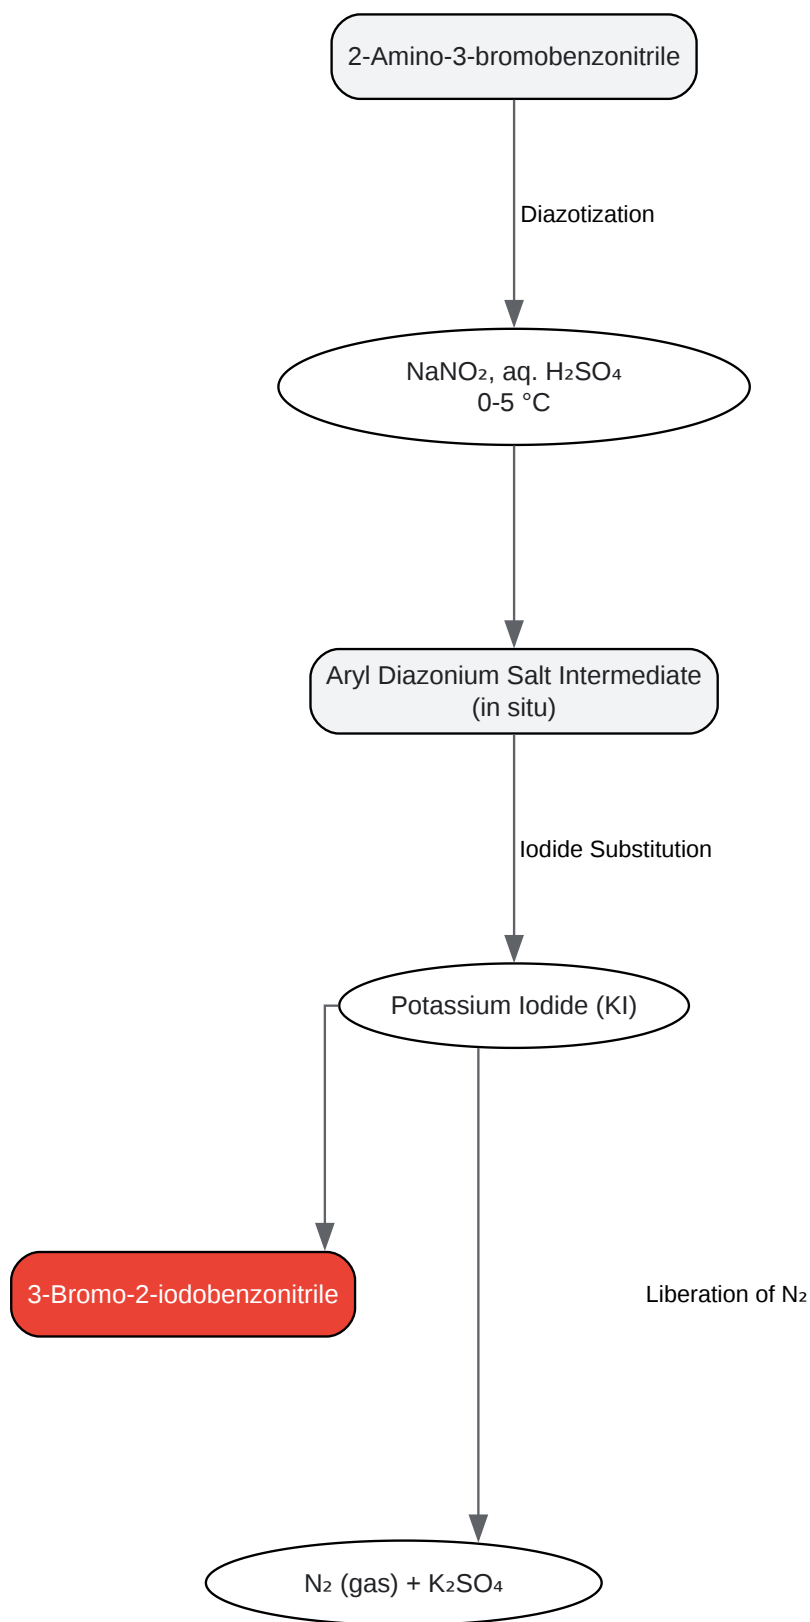 2-Amino-3-bromobenzonitrile
Diazotization
NaNO₂, aq. H₂SO₄
0-5 °C
Aryl Diazonium Salt Intermediate
(in situ)
Iodide Substitution
Potassium Iodide (KI)
3-Bromo-2-iodobenzonitrile
Liberation of N₂
N₂ (gas) + K₂SO₄